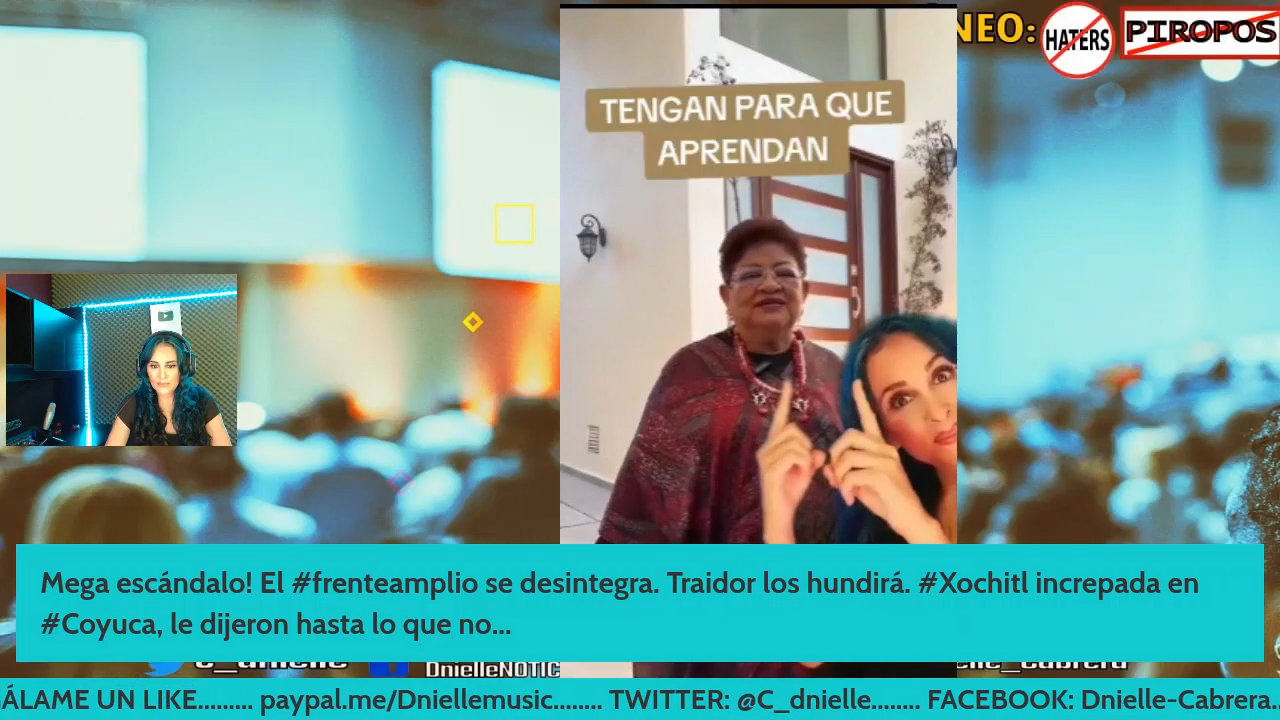 NEO:
HATERS
PIROPOS
TENGAN PARA QUE
APRENDAN
Mega escándalo! El #frenteamplio se desintegra. Traidor los hundirá. #Xochitl increpada en
#Coyuca, le dijeron hasta lo que no...
DnielleNOTIC
ÁLAME UN LIKE......... paypal.me/Dniellemusic........ TWITTER: @C_dnielle........ FACEBOOK: Dnielle-Cabrera..